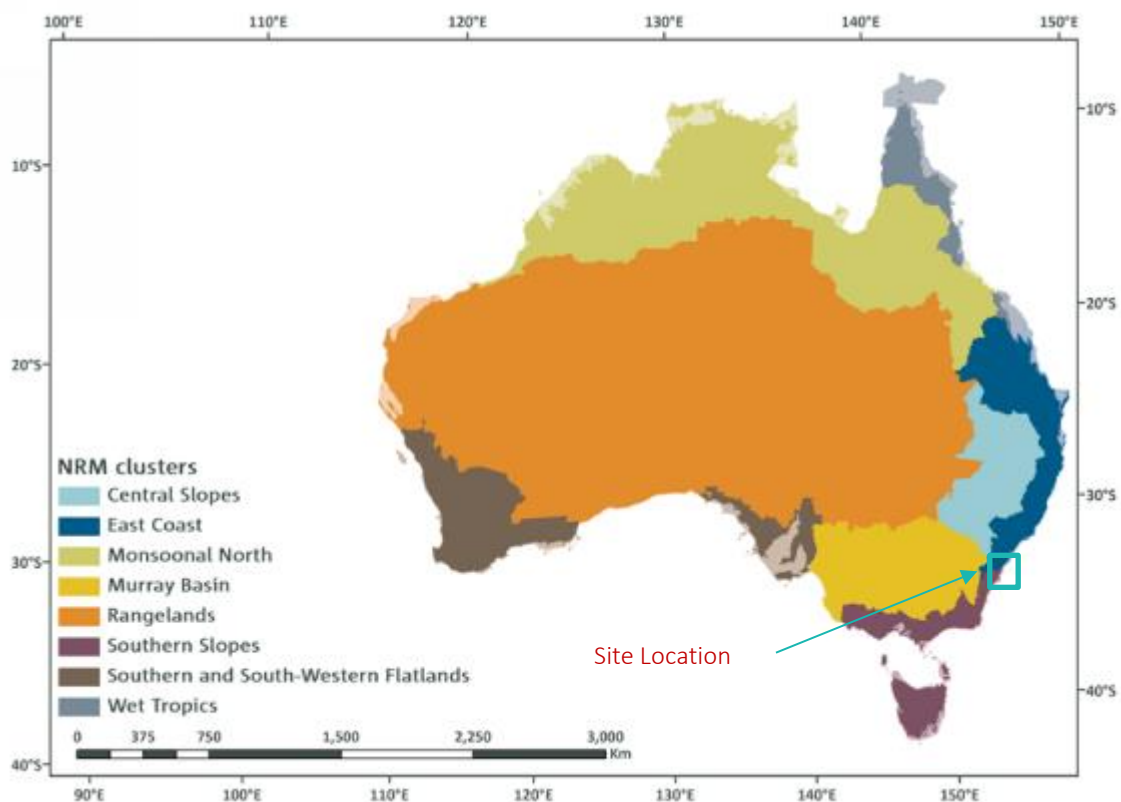 100°E 110°E 120°E 130°E 140°E 150°E
10°S
10°S
20°S
20°S
NRM clusters
Central Slopes
30°S
East Coast
Monsoonal North
30°S
Murray Basin
Rangelands
Southern Slopes
Site Location
Southern and South-Western Flatlands
40°S
Wet Tropics
0 375 750 1,500 2,250 3,000
Km
40°S
90°E 100°E 110°E 120°E 130°E 140°E 150°E